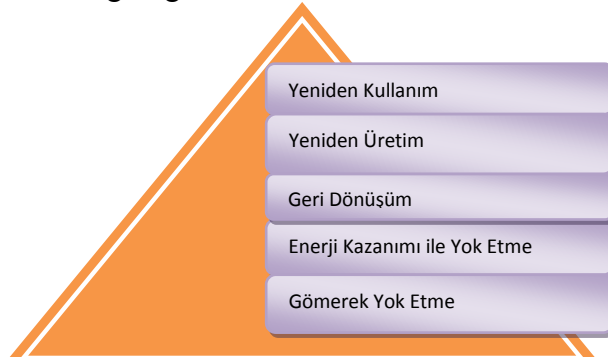 Yeniden Kullanım
Yeniden Üretim
Geri Dönüşüm
Enerji Kazanımı ile Yok Etme
Gömerek Yok Etme